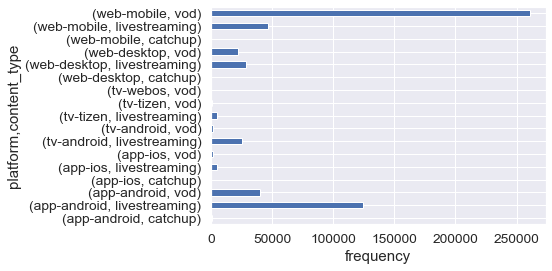 platform,content_type
(web-mobile, vod)
(web-mobile, livestreaming)
(web-mobile, catchup)
(web-desktop, vod)
(web-desktop, livestreaming)
(web-desktop, catchup)
(tv-webos, vod)
(tv-tizen, vod)
(tv-tizen, livestreaming)
(tv-android, vod)
(tv-android, livestreaming)
(app-ios, vod)
(app-ios, livestreaming)
(app-ios, catchup)
(app-android, vod)
(app-android, livestreaming)
(app-android, catchup)
0 50000 100000 150000 200000 250000
frequency